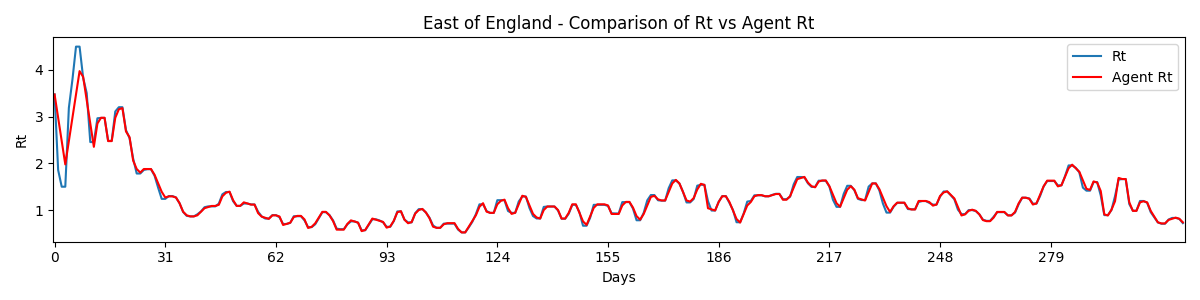 East of England - Comparison of Rt vs Agent Rt
Rt
Agent Rt
Rt
4
3
2
1
0 31 62 93 124 155 186 217 248 279
Days